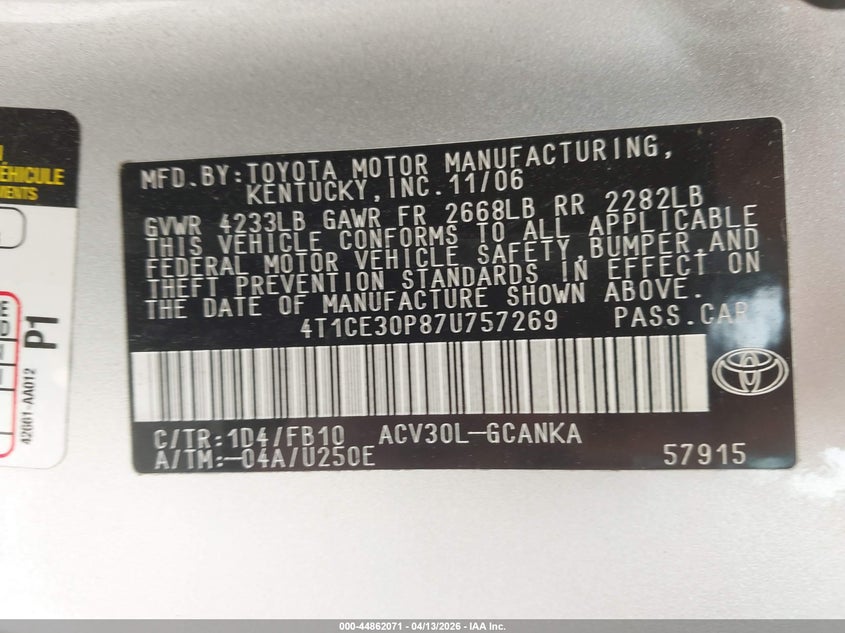 VÉHICULE
P1
42661-AA012
MFD.BY:TOYOTA MOTOR MANUFACTURING,
KENTUCKY,INC.11/06
GVWR 4233LB GAWR FR 2668LB RR 2282LB
THIS VEHICLE CONFORMS TO ALL APPLICABLE
FEDERAL MOTOR VEHICLE SAFETY,BUMPER,AND
THEFT PREVENTION STANDARDS IN EFFECT ON
THE DATE OF MANUFACTURE SHOWN ABOVE.
4T1CE30P87U757269 PASS.CAR
C/TR:1D4/FB10 ACV30L-GCANKA
A/TM:-04A/U250E 57915
000-44862071 - 04/13/2026 - IAA Inc.